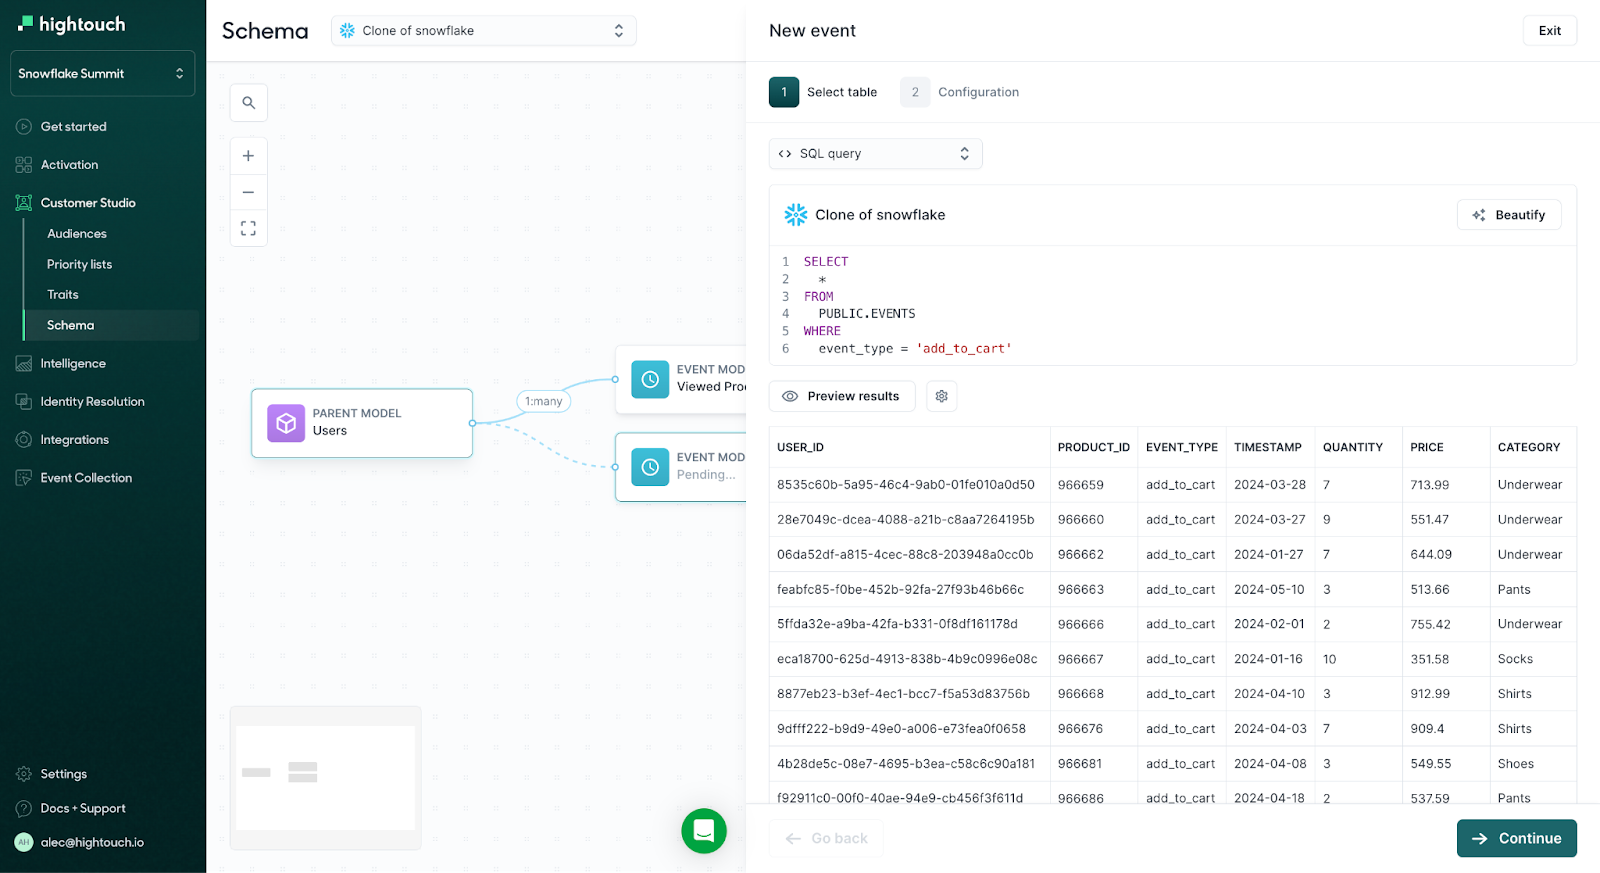 hightouch
Snowflake Summit
Get started
Activation
Customer Studio
Audiences
Priority lists
Traits
Schema
Intelligence
Identity Resolution
Integrations
Event Collection
Settings
Docs + Support
AH alec@hightouch.io
Schema
Clone of snowflake
PARENT MODEL
Users
1:many
EVENT MOD
Viewed Pro
EVENT MOD
Pending...
New event
Exit
1 Select table 2 Configuration
<> SQL query
Clone of snowflake
Beautify
1 SELECT
2 *
3 FROM
4 PUBLIC.EVENTS
5 WHERE
6 event_type = 'add_to_cart'
Preview results
USER_ID PRODUCT_ID EVENT_TYPE TIMESTAMP QUANTITY PRICE CATEGORY
8535c60b-5a95-46c4-9ab0-01fe010a0d50 966659 add_to_cart 2024-03-28 7 713.99 Underwear
28e7049c-dcea-4088-a21b-c8aa7264195b 966660 add_to_cart 2024-03-27 9 551.47 Underwear
06da52df-a815-4cec-88c8-203948a0cc0b 966662 add_to_cart 2024-01-27 7 644.09 Underwear
feabfc85-f0be-452b-92fa-27f93b46b66c 966663 add_to_cart 2024-05-10 3 513.66 Pants
5ffda32e-a9ba-42fa-b331-0f8df161178d 966666 add_to_cart 2024-02-01 2 755.42 Underwear
eca18700-625d-4913-838b-4b9c0996e08c 966667 add_to_cart 2024-01-16 10 351.58 Socks
8877eb23-b3ef-4ec1-bcc7-f5a53d83756b 966668 add_to_cart 2024-04-10 3 912.99 Shirts
9dfff222-b9d9-49e0-a006-e73fea0f0658 966676 add_to_cart 2024-04-03 7 909.4 Shirts
4b28de5c-08e7-4695-b3ea-c58c6c90a181 966681 add_to_cart 2024-04-08 3 549.55 Shoes
f92911c0-00f0-40ae-94e9-cb456f3f611d 966686 add_to_cart 2024-04-18 2 537.59 Pants
Go back
Continue